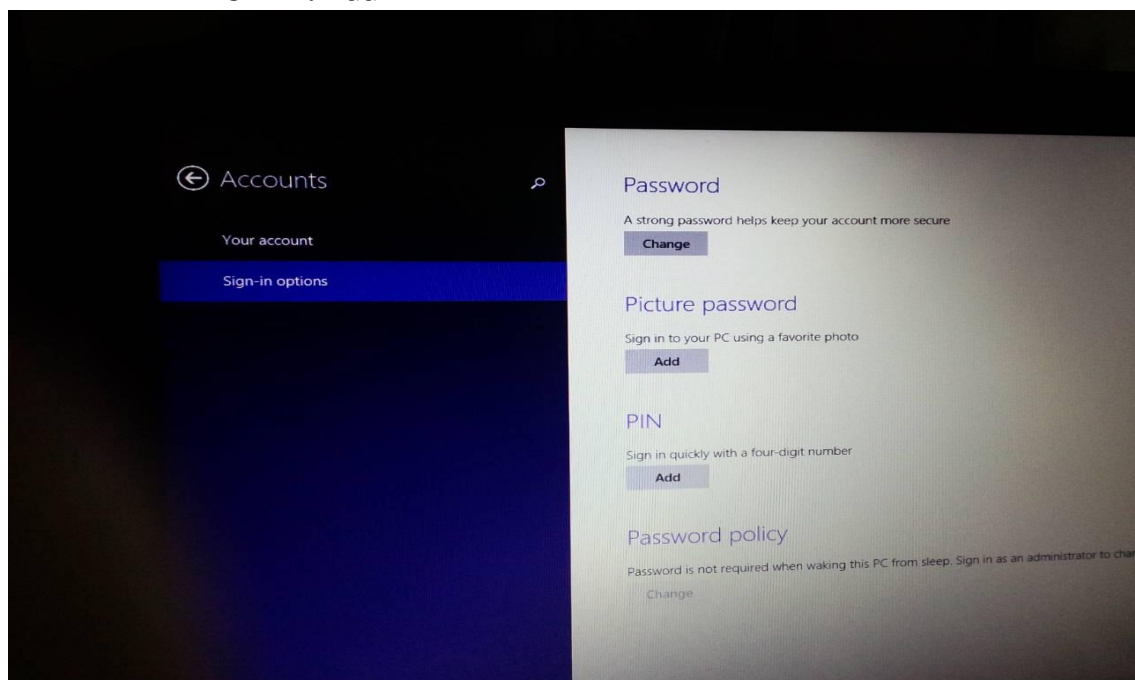 Accounts
Your account
Sign-in options
Password
A strong password helps keep your account more secure
Change
Picture password
Sign in to your PC using a favorite photo
Add
PIN
Sign in quickly with a four-digit number
Add
Password policy
Password is not required when waking this PC from sleep. Sign in as an administrator to
Change